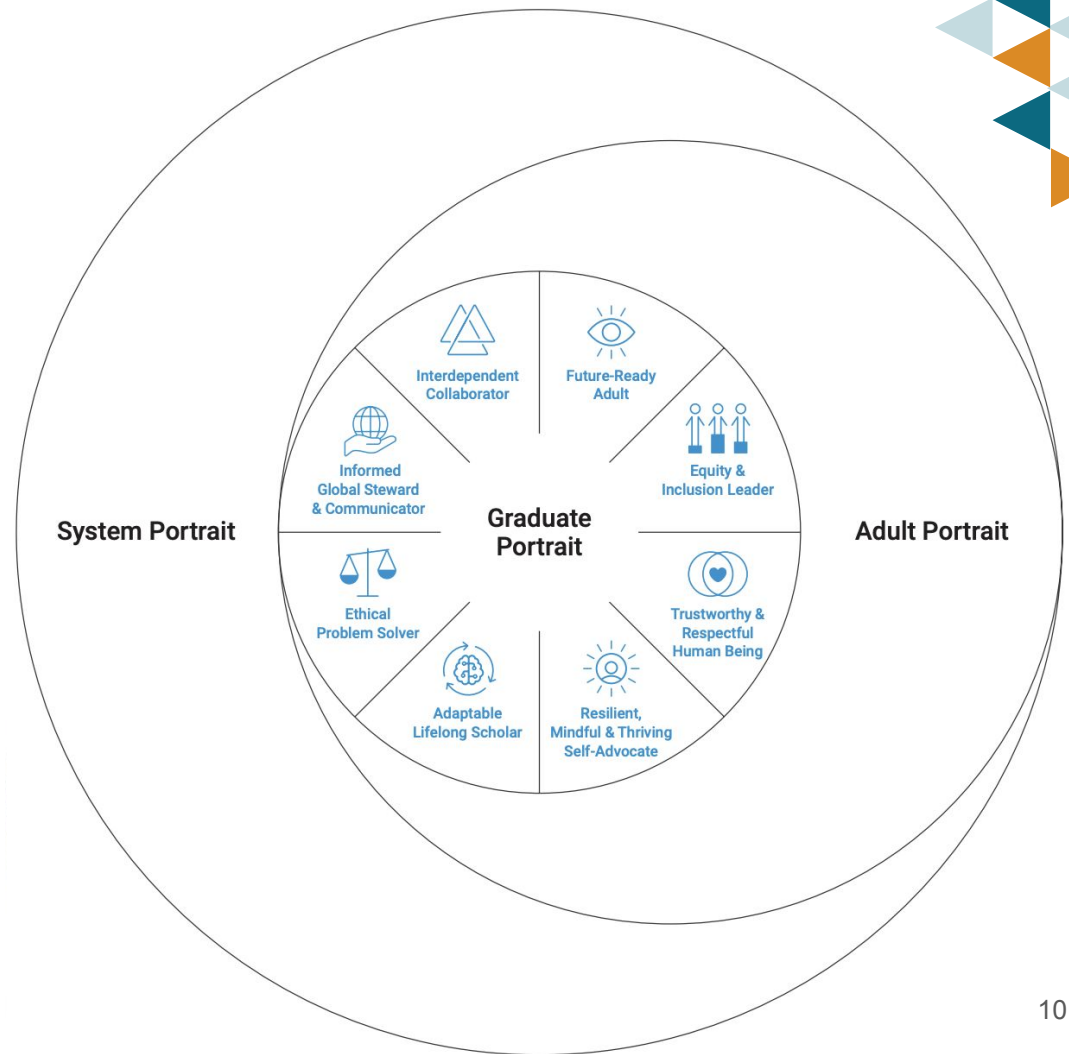 Interdependent
Collaborator
Future-Ready
Adult
Informed
Global Steward
& Communicator
Equity &
Inclusion Leader
System Portrait
Graduate
Portrait
Adult Portrait
Ethical
Problem Solver
Trustworthy &
Respectful
Human Being
Adaptable
Lifelong Scholar
Resilient,
Mindful & Thriving
Self-Advocate
10